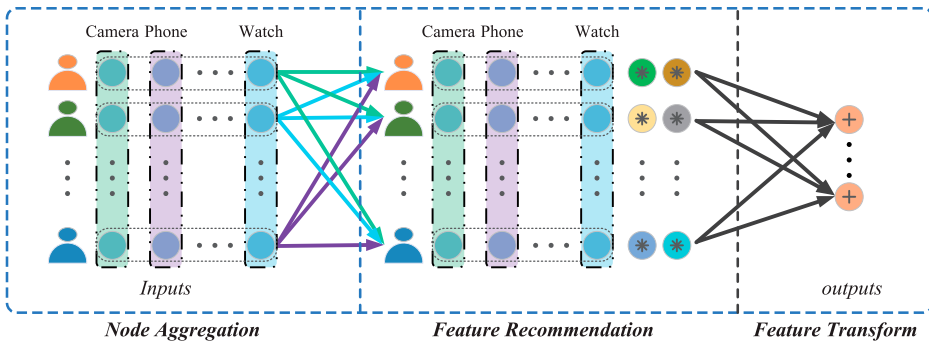 Camera Phone Watch
Camera Phone Watch
Inputs
outputs
Node Aggregation
Feature Recommendation
Feature Transform